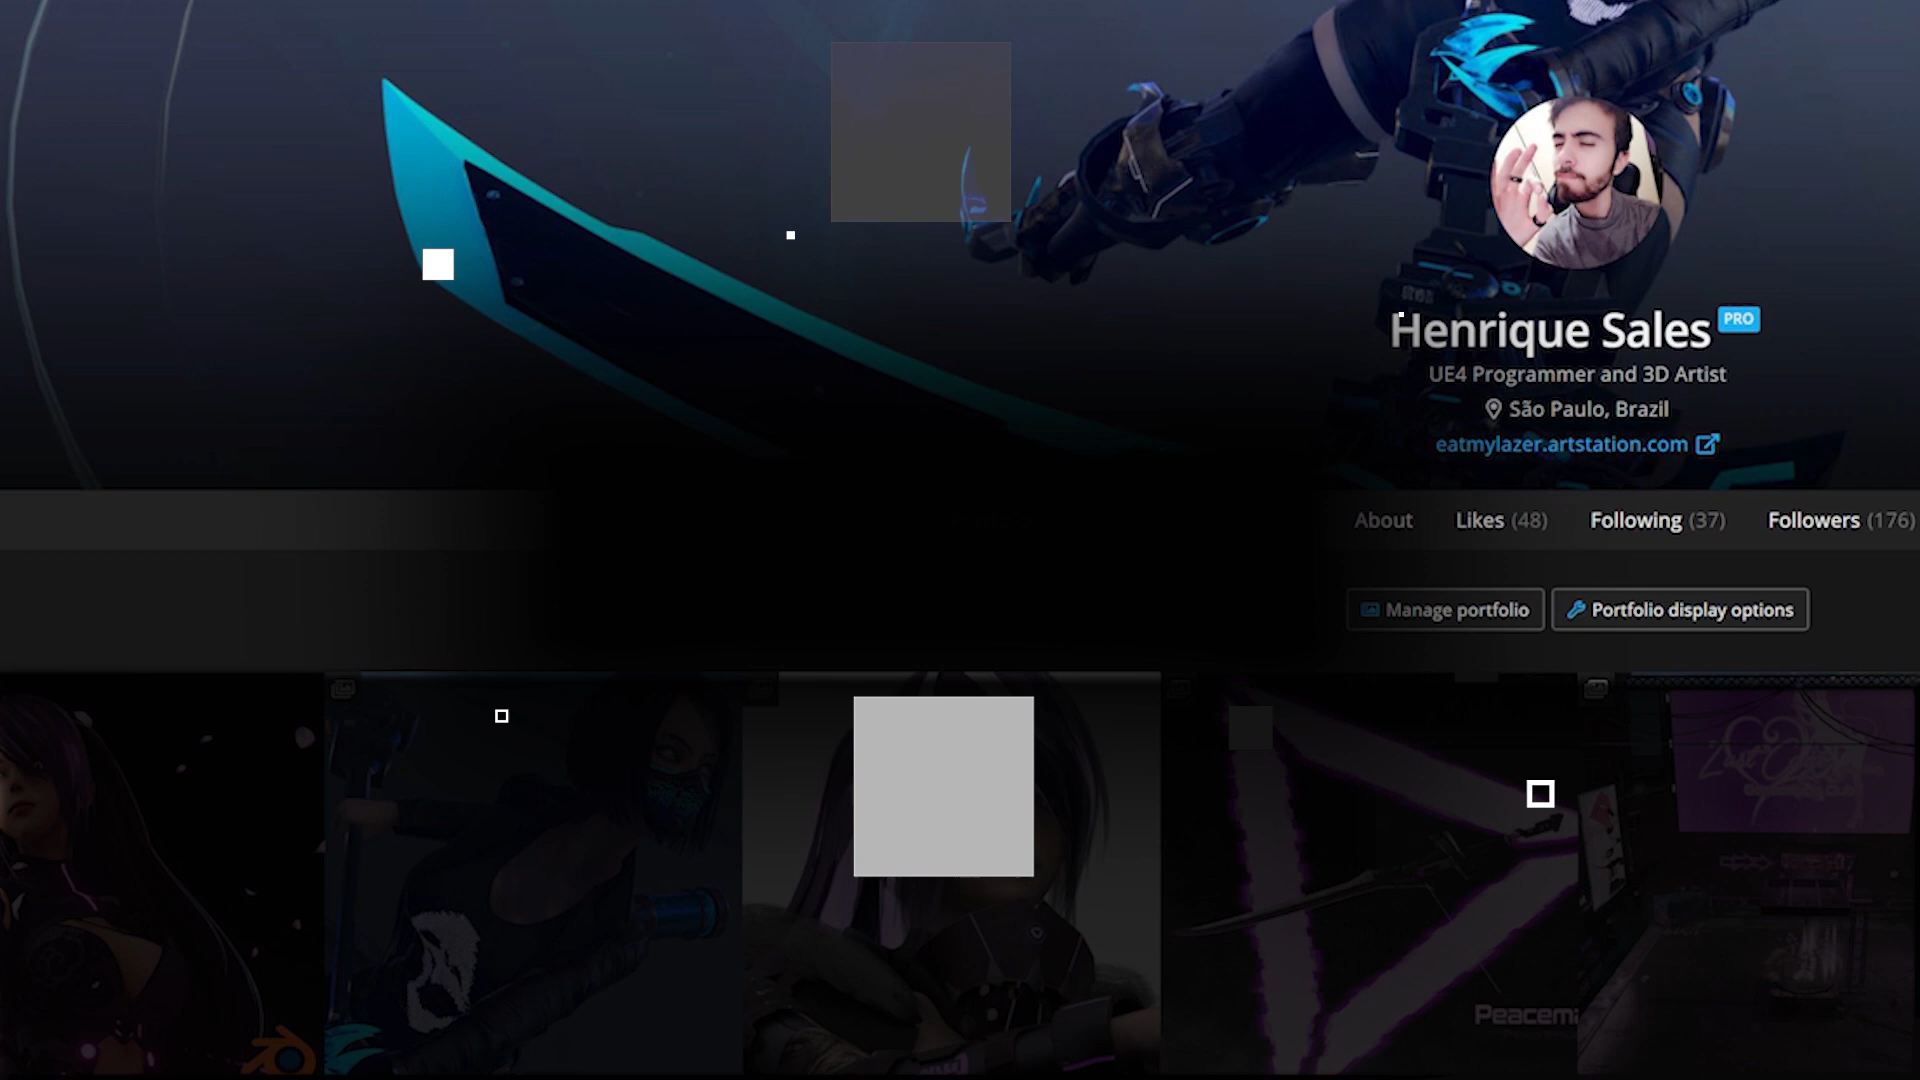 Henrique Sales PRO
UE4 Programmer and 3D Artist
São Paulo, Brazil
eatmylazer.artstation.com
About Likes (48) Following (37) Followers (176)
Manage portfolio Portfolio display options
Peacemi